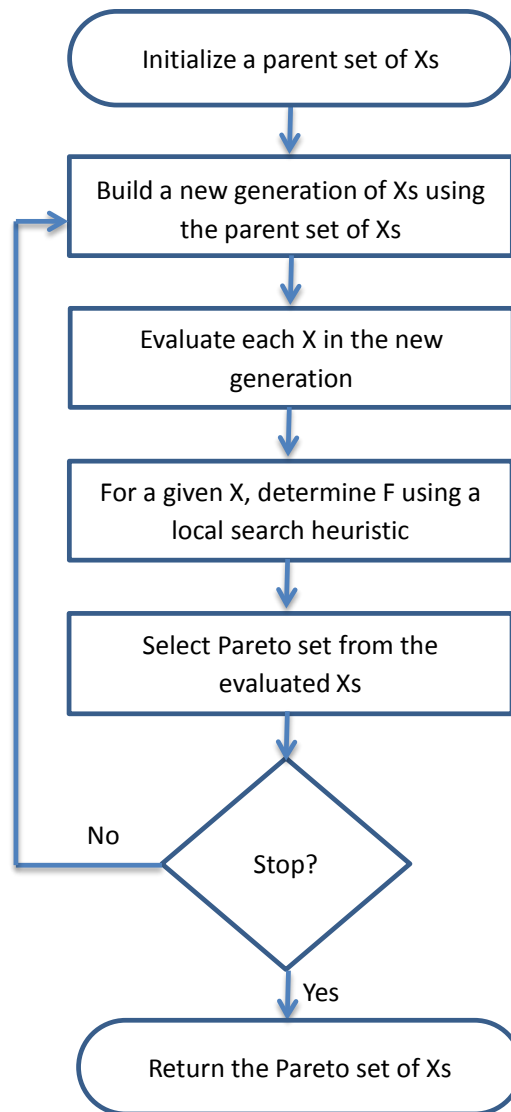 Initialize a parent set of Xs
Build a new generation of Xs using
the parent set of Xs
Evaluate each X in the new
generation
For a given X, determine F using a
local search heuristic
Select Pareto set from the
evaluated Xs
No
Stop?
Yes
Return the Pareto set of Xs